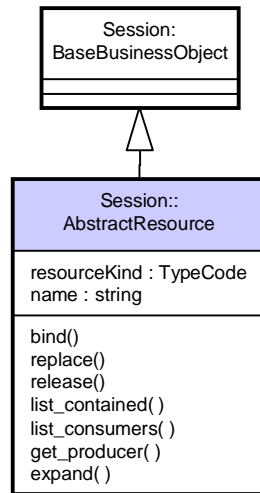 Session:
BaseBusinessObject
Session::
AbstractResource
resourceKind : TypeCode
name : string
bind()
replace()
release()
list_contained( )
list_consumers( )
get_producer( )
expand( )